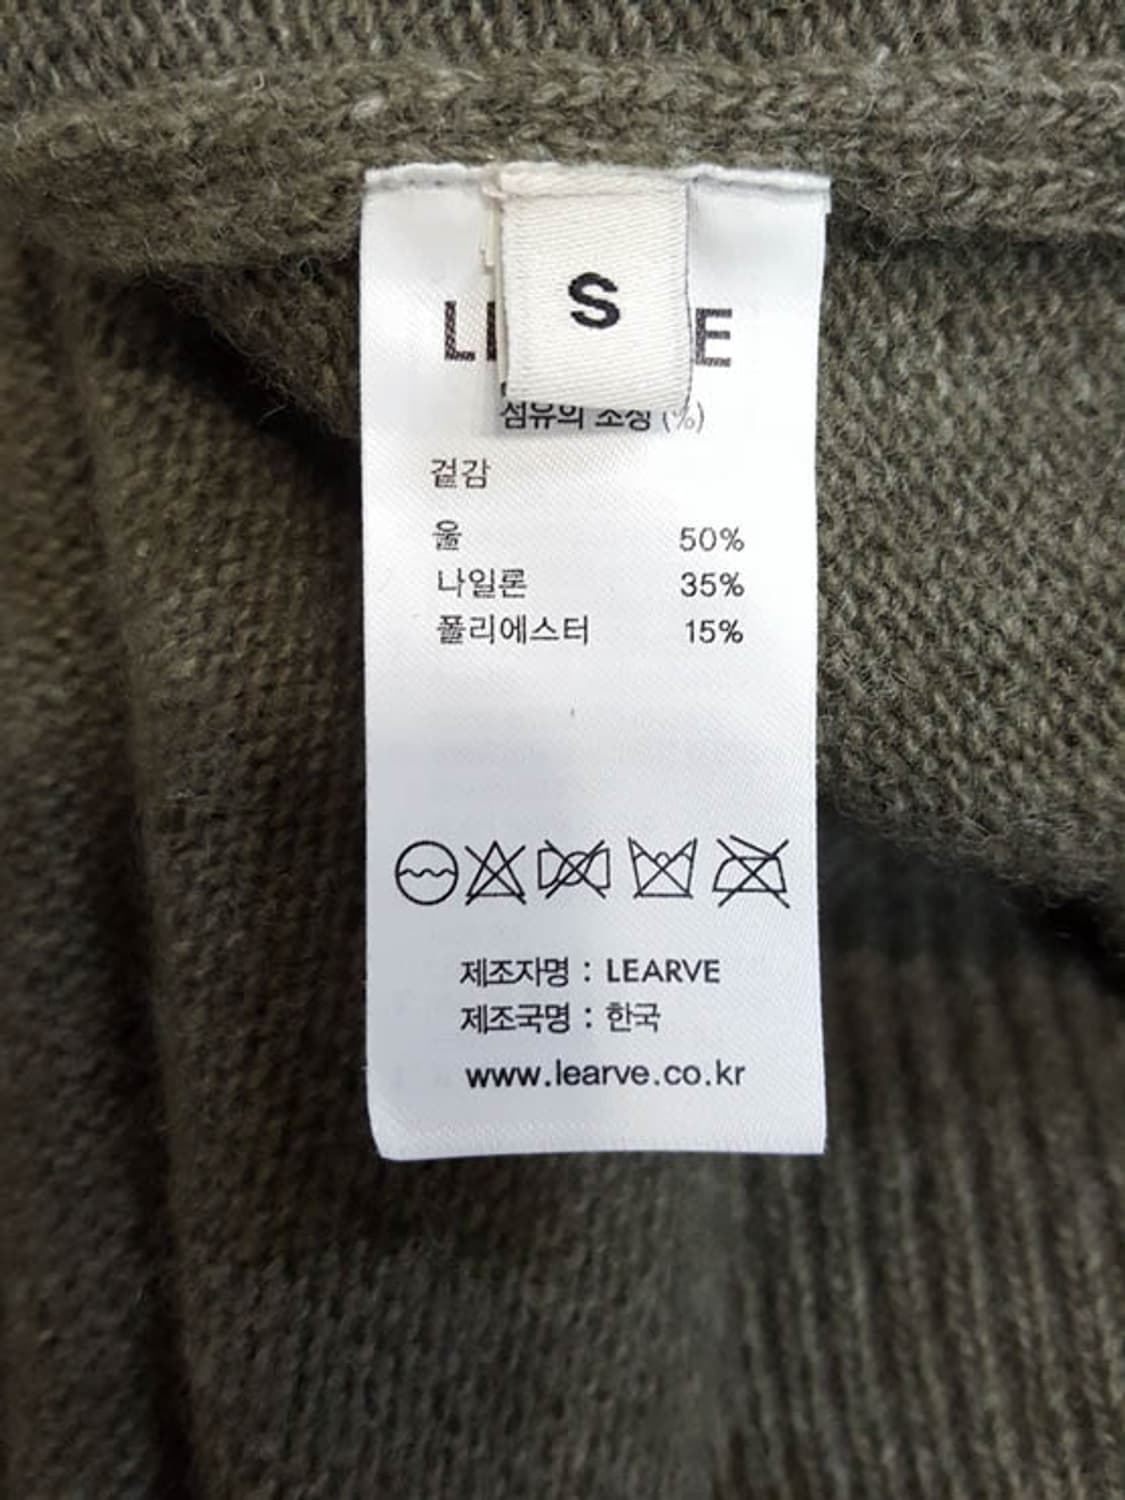 S
섬유의 조성 (%)
겉감
울 50%
나일론 35%
폴리에스터 15%
제조자명 : LEARVE
제조국명 : 한국
www.learve.co.kr